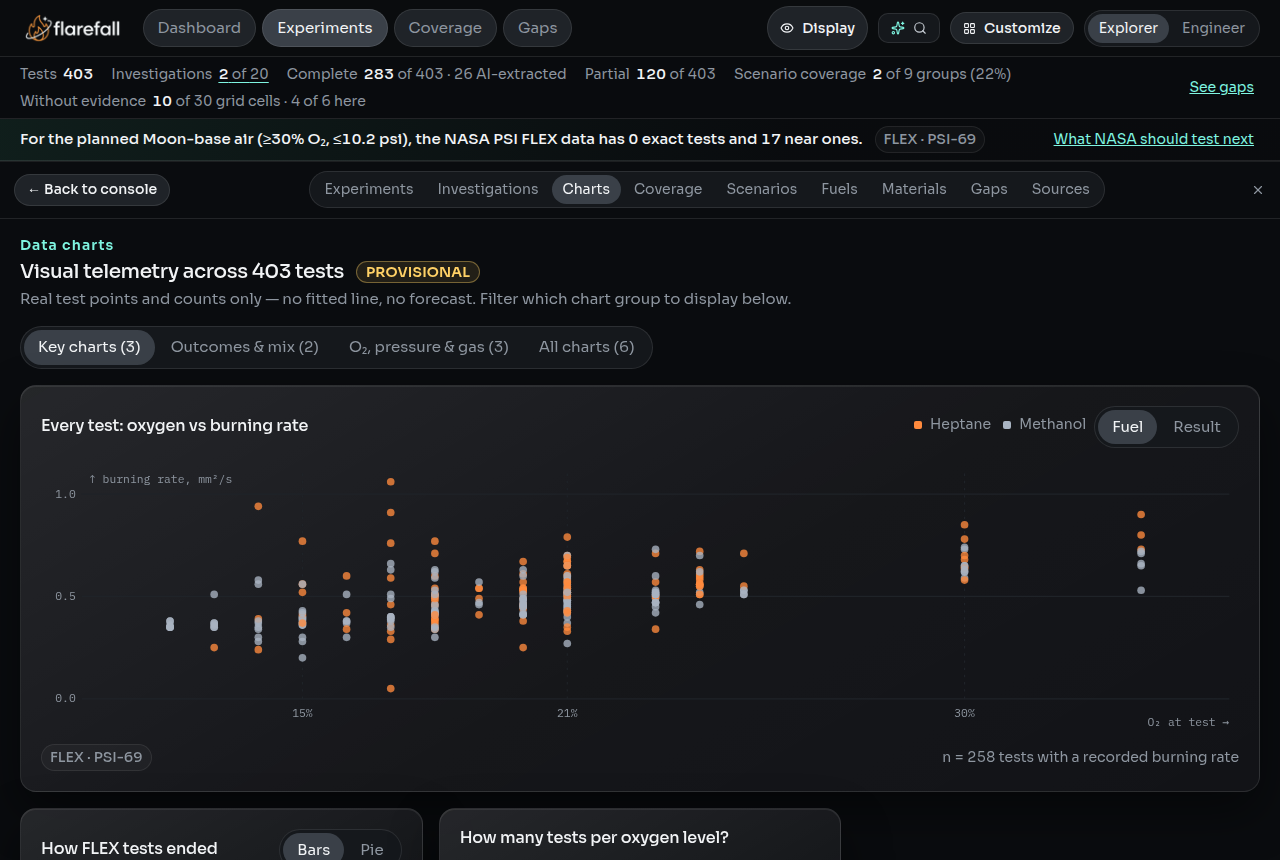 flarefall Dashboard Experiments Coverage Gaps Display Customize Explorer Engineer
Tests 403 Investigations 2 of 20 Complete 283 of 403 · 26 AI-extracted Partial 120 of 403 Scenario coverage 2 of 9 groups (22%)
See gaps
Without evidence 10 of 30 grid cells · 4 of 6 here
For the planned Moon-base air (≥30% O₂, ≤10.2 psi), the NASA PSI FLEX data has 0 exact tests and 17 near ones. FLEX · PSI-69 What NASA should test next
← Back to console Experiments Investigations Charts Coverage Scenarios Fuels Materials Gaps Sources ×
Data charts
Visual telemetry across 403 tests PROVISIONAL
Real test points and counts only — no fitted line, no forecast. Filter which chart group to display below.
Key charts (3) Outcomes & mix (2) O₂, pressure & gas (3) All charts (6)
Every test: oxygen vs burning rate Heptane Methanol Fuel Result
↑ burning rate, mm²/s
1.0
0.5
0.0
15% 21% 30%
O₂ at test →
FLEX · PSI-69 n = 258 tests with a recorded burning rate
How FLEX tests ended Bars Pie
How many tests per oxygen level?